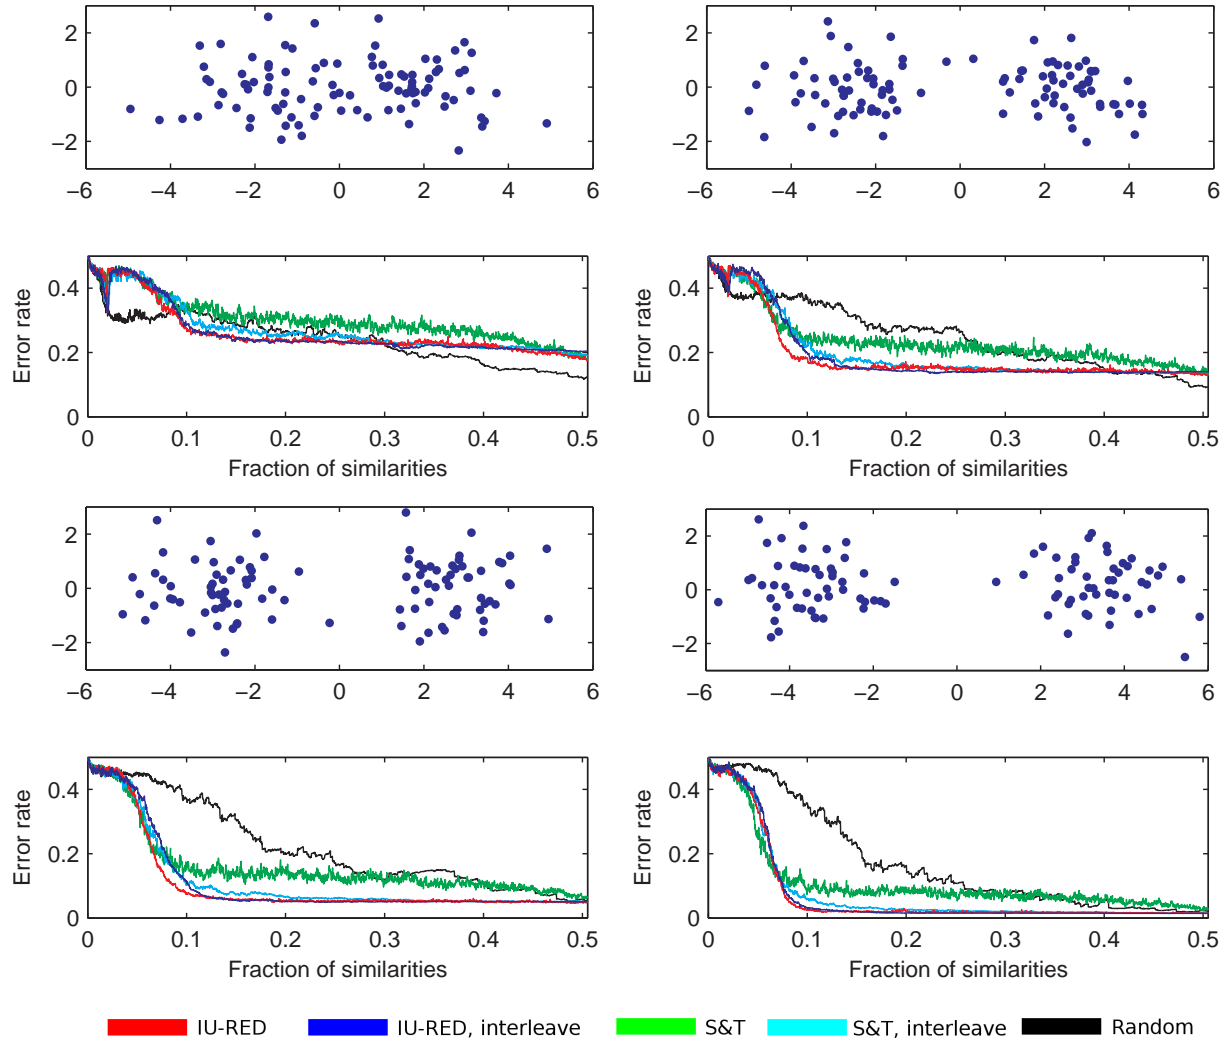 2
0
−2
−6 −4 −2 0 2 4 6
2
0
−2
−6 −4 −2 0 2 4 6
0.4
0.2
0
Error rate
0 0.1 0.2 0.3 0.4 0.5
Fraction of similarities
0.4
0.2
0
Error rate
0 0.1 0.2 0.3 0.4 0.5
Fraction of similarities
2
0
−2
−6 −4 −2 0 2 4 6
2
0
−2
−6 −4 −2 0 2 4 6
0.4
0.2
0
Error rate
0 0.1 0.2 0.3 0.4 0.5
Fraction of similarities
0.4
0.2
0
Error rate
0 0.1 0.2 0.3 0.4 0.5
Fraction of similarities
IU-RED IU-RED, interleave S&T S&T, interleave Random